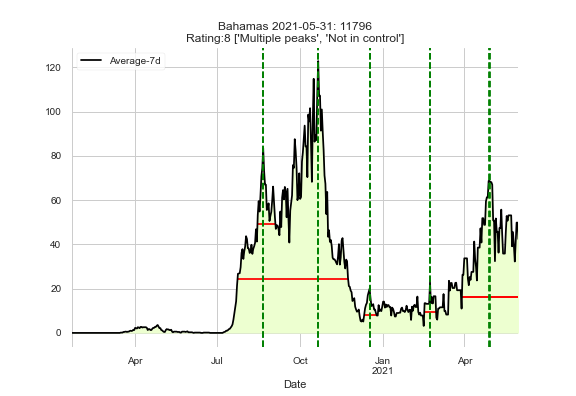 Bahamas 2021-05-31: 11796
Rating:8 ['Multiple peaks', 'Not in control']
Average-7d
120
100
80
60
40
20
0
Apr Jul Oct Jan Apr
2021
Date